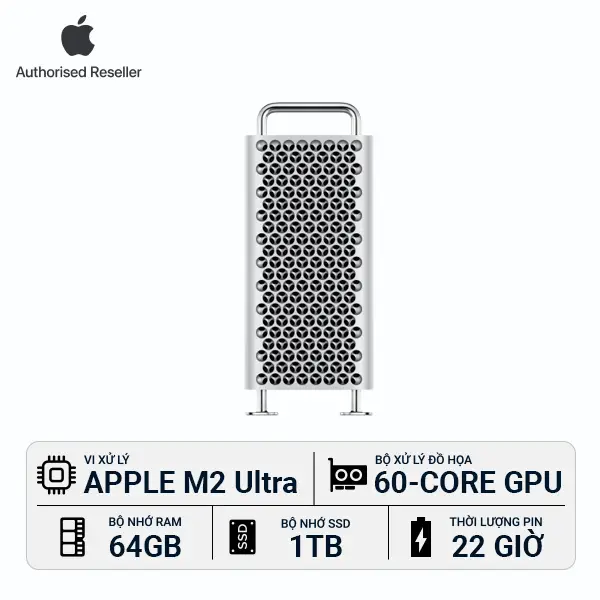 Authorised Reseller
VI XỬ LÝ
APPLE M2 Ultra
BỘ XỬ LÝ ĐỒ HỌA
60-CORE GPU
BỘ NHỚ RAM
64GB
SSD
BỘ NHỚ SSD
1TB
THỜI LƯỢNG PIN
22 GIỜ